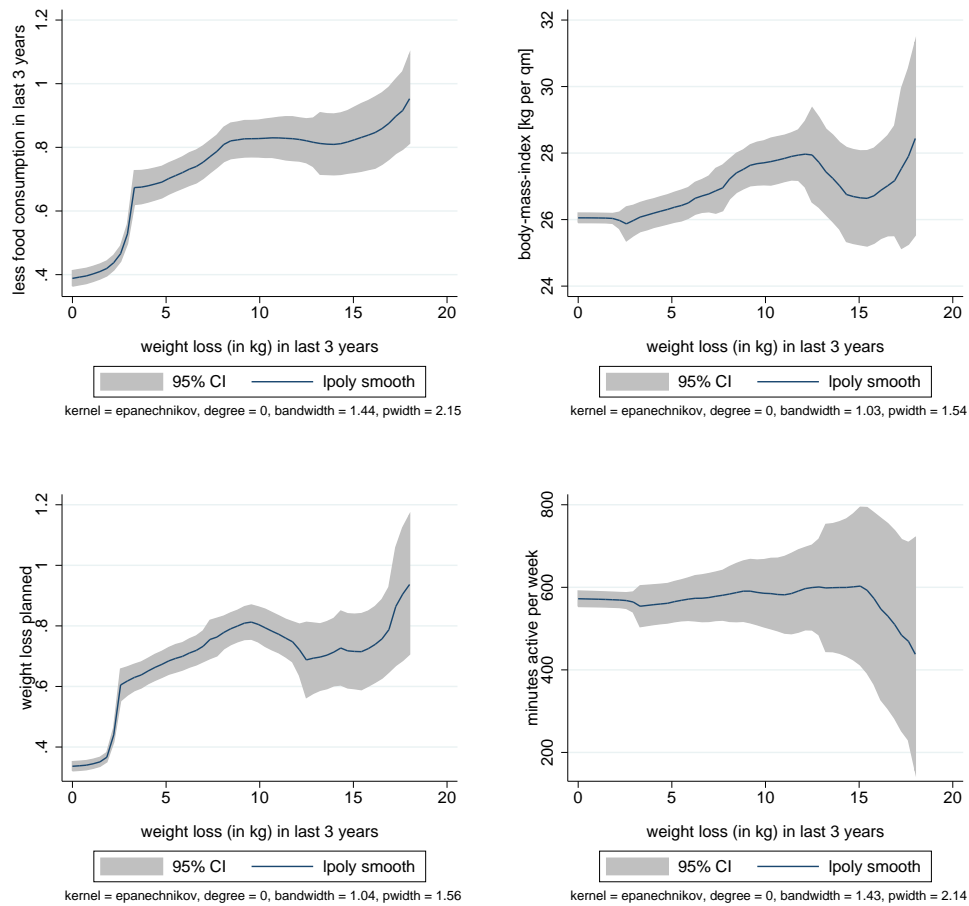 less food consumption in last 3 years
1.2
1
.8
.6
.4
0 5 10 15 20
weight loss (in kg) in last 3 years
95% CI lpoly smooth
kernel = epanechnikov, degree = 0, bandwidth = 1.44, pwidth = 2.15
body-mass-index [kg per qm]
32
30
28
26
24
0 5 10 15 20
weight loss (in kg) in last 3 years
95% CI lpoly smooth
kernel = epanechnikov, degree = 0, bandwidth = 1.03, pwidth = 1.54
weight loss planned
1.2
1
.8
.6
.4
0 5 10 15 20
weight loss (in kg) in last 3 years
95% CI lpoly smooth
kernel = epanechnikov, degree = 0, bandwidth = 1.04, pwidth = 1.56
minutes active per week
800
600
400
200
0 5 10 15 20
weight loss (in kg) in last 3 years
95% CI lpoly smooth
kernel = epanechnikov, degree = 0, bandwidth = 1.43, pwidth = 2.14